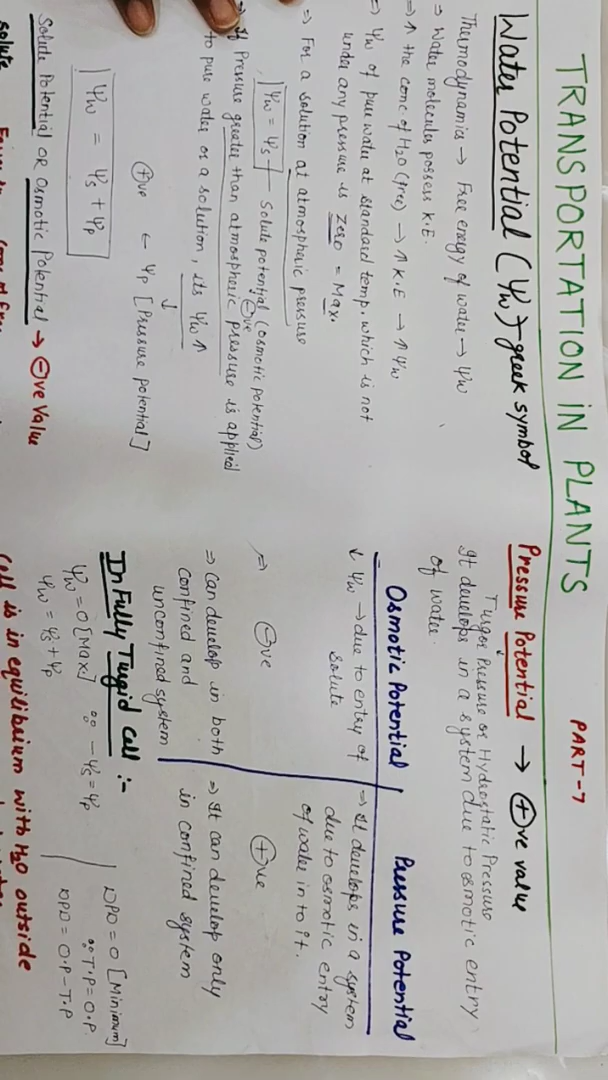 TRANSPORTATION IN PLANTS
PART-7
Water Potential (Ψw) → greek symbol
Thermodynamics → Free energy of water → Ψw
⇒ Water molecules possess K.E.
⇒ ↑ the conc of H2O (free) → ↑ K.E → ↑ Ψw
⇒ Ψw of pure water at standard temp. which is not
under any pressure is zero = Max.
⇒ For a solution at atmospheric pressure
Ψw = Ψs → Solute potential (osmotic potential)
⊖ve
⇒ If Pressure greater than atmospheric pressure is applied
to pure water or a solution, its Ψw ↑
⊕ve ← Ψp [Pressure potential]
Ψw = Ψs + Ψp
Solute Potential OR Osmotic Potential → ⊖ve Value
solute
Pressure Potential → ⊕ve value
Turgor Pressure or Hydrostatic Pressure
It develops in a system due to osmotic entry
of water.
Osmotic Potential
↓ Ψw → due to entry of
solute
⇒ ⊖ve
⇒ Can develop in both
confined and
unconfined system
Pressure Potential
⇒ It develops in a system
due to osmotic entry
of water in to it.
⊕ve
⇒ It can develop only
in confined system
In Fully Turgid Cell :-
Ψw = 0 [Max] ∵ -Ψs = Ψp
Ψw = Ψs + Ψp
DPD = 0 [Minimum]
∵ T.P = O.P.
DPD = O.P - T.P
Cell is in equilibrium with H2O outside